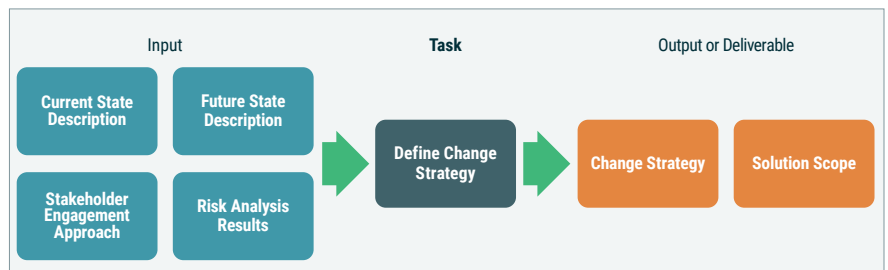 Input
Task
Output or Deliverable
Current State
Description
Future State
Description
Define Change
Strategy
Change Strategy
Solution Scope
Stakeholder
Engagement
Approach
Risk Analysis
Results